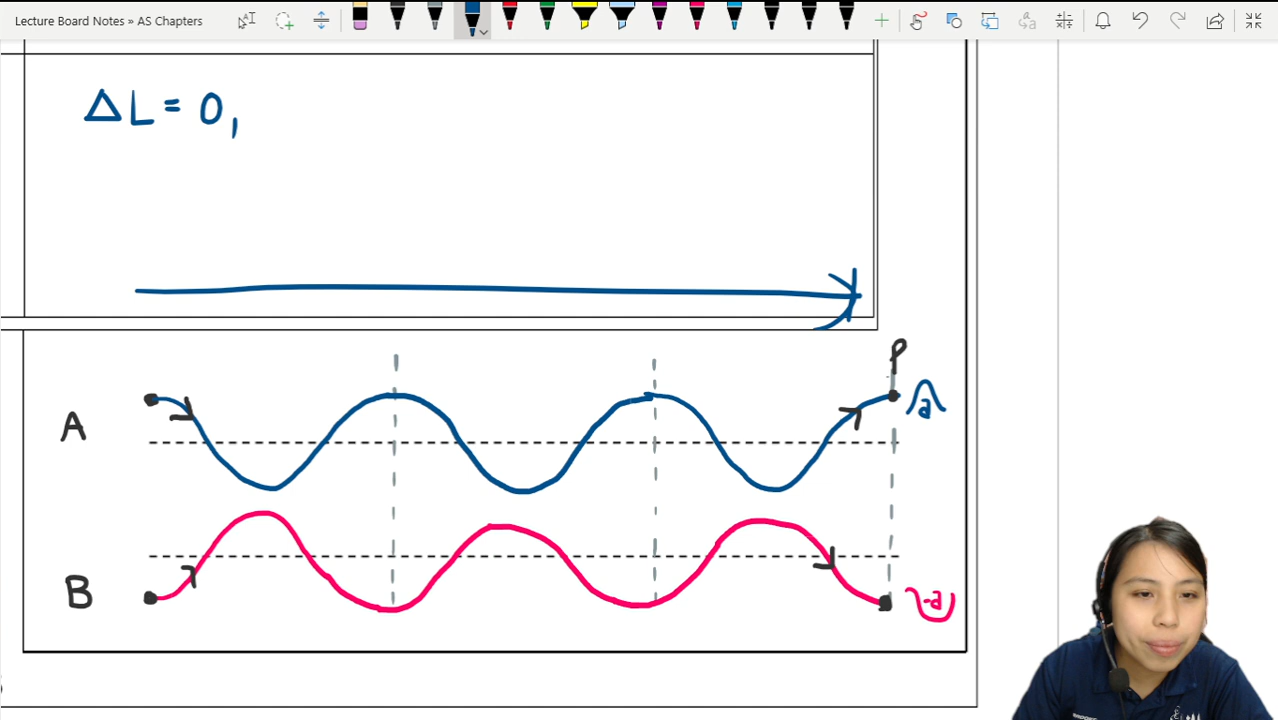 Lecture Board Notes » AS Chapters
ΔL = 0,
P
A
a
B
-a